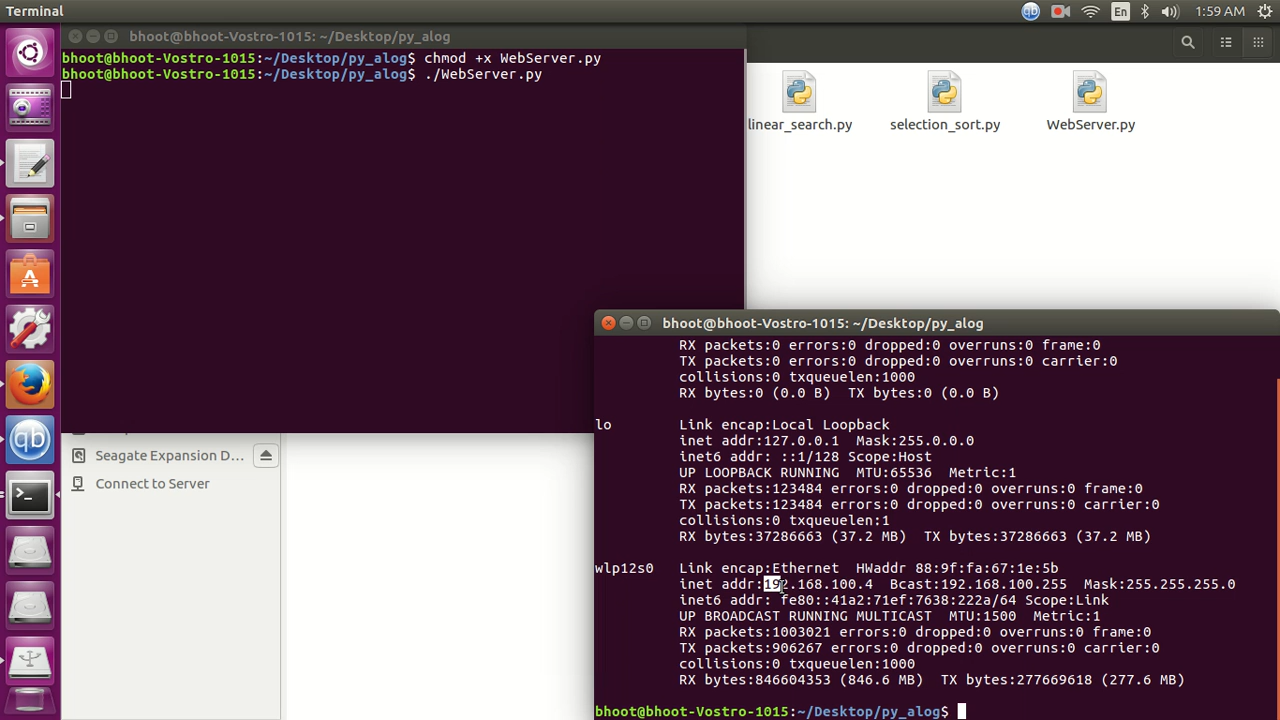 Terminal
En
1:59 AM
bhoot@bhoot-Vostro-1015: ~/Desktop/py_alog
bhoot@bhoot-Vostro-1015:~/Desktop/py_alog$ chmod +x WebServer.py
bhoot@bhoot-Vostro-1015:~/Desktop/py_alog$ ./WebServer.py
linear_search.py
selection_sort.py
WebServer.py
Seagate Expansion D...
Connect to Server
bhoot@bhoot-Vostro-1015: ~/Desktop/py_alog
RX packets:0 errors:0 dropped:0 overruns:0 frame:0
TX packets:0 errors:0 dropped:0 overruns:0 carrier:0
collisions:0 txqueuelen:1000
RX bytes:0 (0.0 B)  TX bytes:0 (0.0 B)
lo Link encap:Local Loopback
inet addr:127.0.0.1  Mask:255.0.0.0
inet6 addr: ::1/128 Scope:Host
UP LOOPBACK RUNNING  MTU:65536  Metric:1
RX packets:123484 errors:0 dropped:0 overruns:0 frame:0
TX packets:123484 errors:0 dropped:0 overruns:0 carrier:0
collisions:0 txqueuelen:1
RX bytes:37286663 (37.2 MB)  TX bytes:37286663 (37.2 MB)
wlp12s0 Link encap:Ethernet  HWaddr 88:9f:fa:67:1e:5b
inet addr:192.168.100.4  Bcast:192.168.100.255  Mask:255.255.255.0
inet6 addr: fe80::41a2:71ef:7638:222a/64 Scope:Link
UP BROADCAST RUNNING MULTICAST  MTU:1500  Metric:1
RX packets:1003021 errors:0 dropped:0 overruns:0 frame:0
TX packets:906267 errors:0 dropped:0 overruns:0 carrier:0
collisions:0 txqueuelen:1000
RX bytes:846604353 (846.6 MB)  TX bytes:277669618 (277.6 MB)
bhoot@bhoot-Vostro-1015:~/Desktop/py_alog$